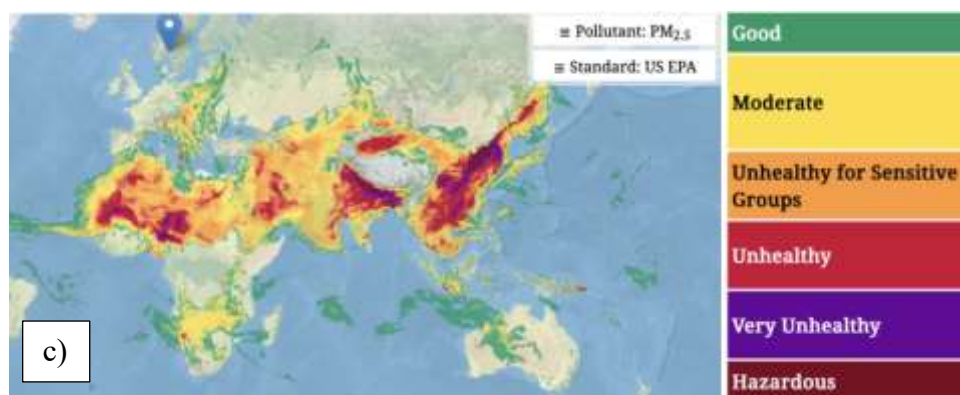 ≡ Pollutant: PM2.5
≡ Standard: US EPA
Good
Moderate
Unhealthy for Sensitive
Groups
Unhealthy
Very Unhealthy
Hazardous
c)